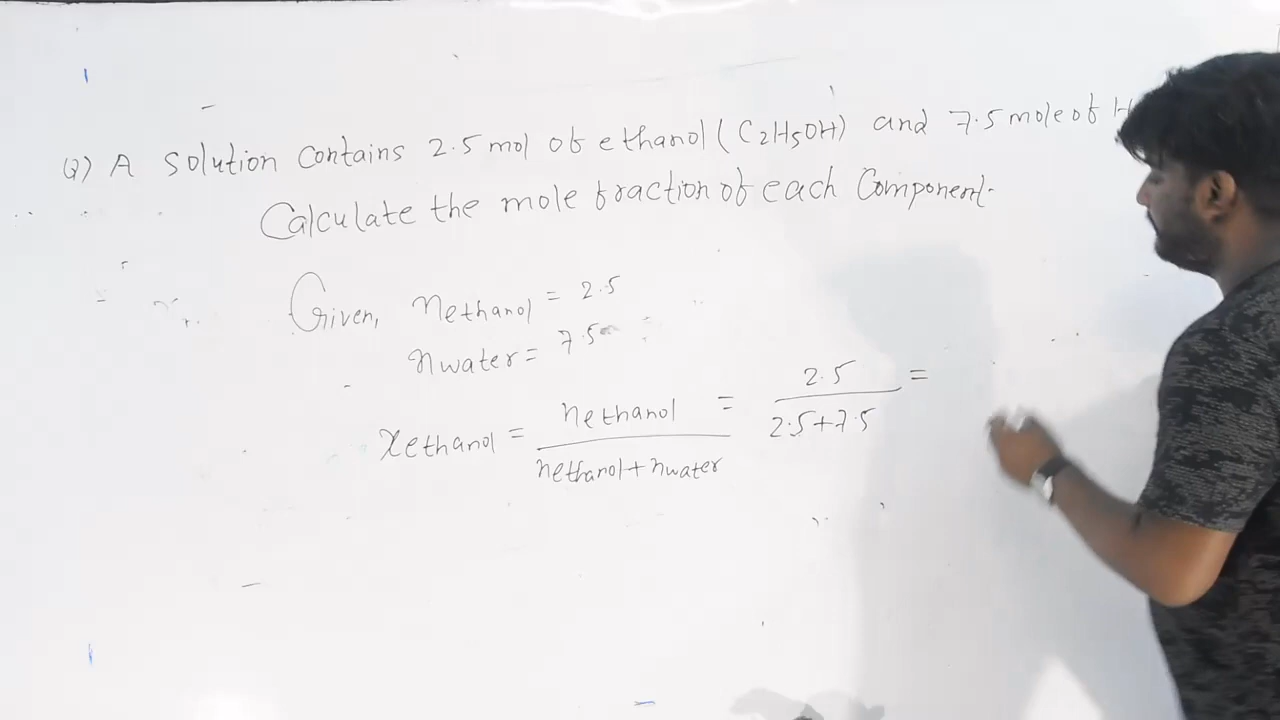 Q) A solution contains 2.5 mol of ethanol (C2H5OH) and 7.5 mole of H
Calculate the mole fraction of each component.
Given, nethanol = 2.5
nwater = 7.5
xethanol = nethanol / nethanol + nwater = 2.5 / 2.5+7.5 =